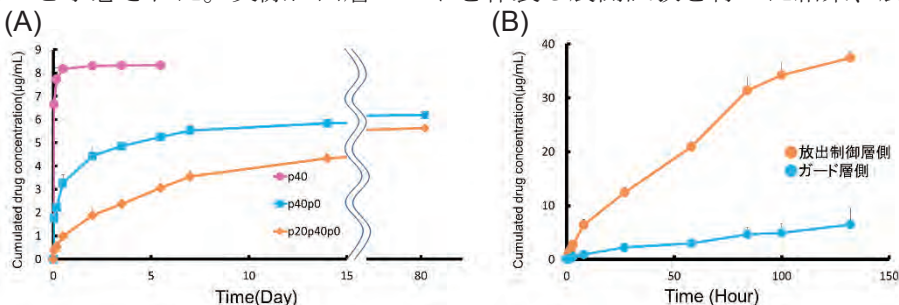 (A)
(B)
Cumulated drug concentration(μg/mL)
9
8
7
6
5
4
3
2
1
0
0
5
10
15
80
Time(Day)
p40
p40p0
p20p40p0
Cumulated drug concentration(μg/mL)
40
30
20
10
0
0
50
100
150
Time (Hour)
放出制御層側
ガード層側